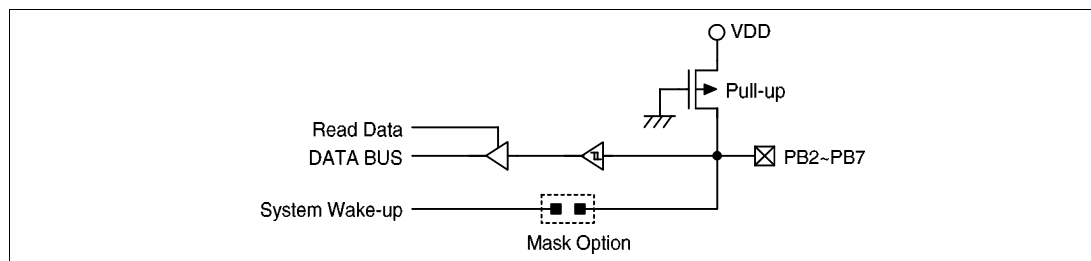 VDD
Pull-up
Read Data
DATA BUS
PB2~PB7
System Wake-up
Mask Option